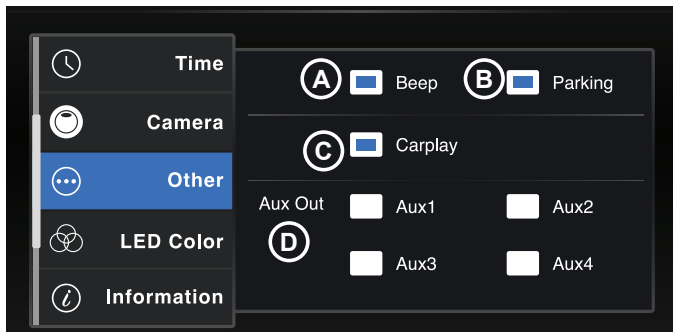 Time
Camera
Other
LED Color
Information
A Beep B Parking
C Carplay
Aux Out Aux1 Aux2
D
Aux3 Aux4